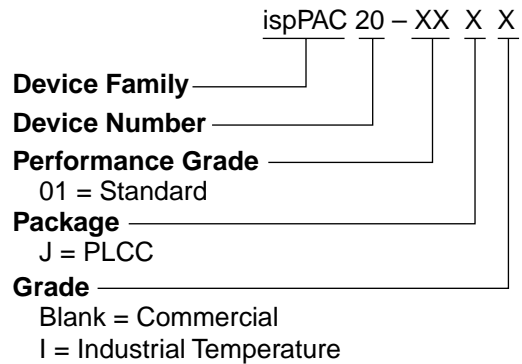 ispPAC 20 – XX X X
Device Family
Device Number
Performance Grade
01 = Standard
Package
J = PLCC
Grade
Blank = Commercial
I = Industrial Temperature